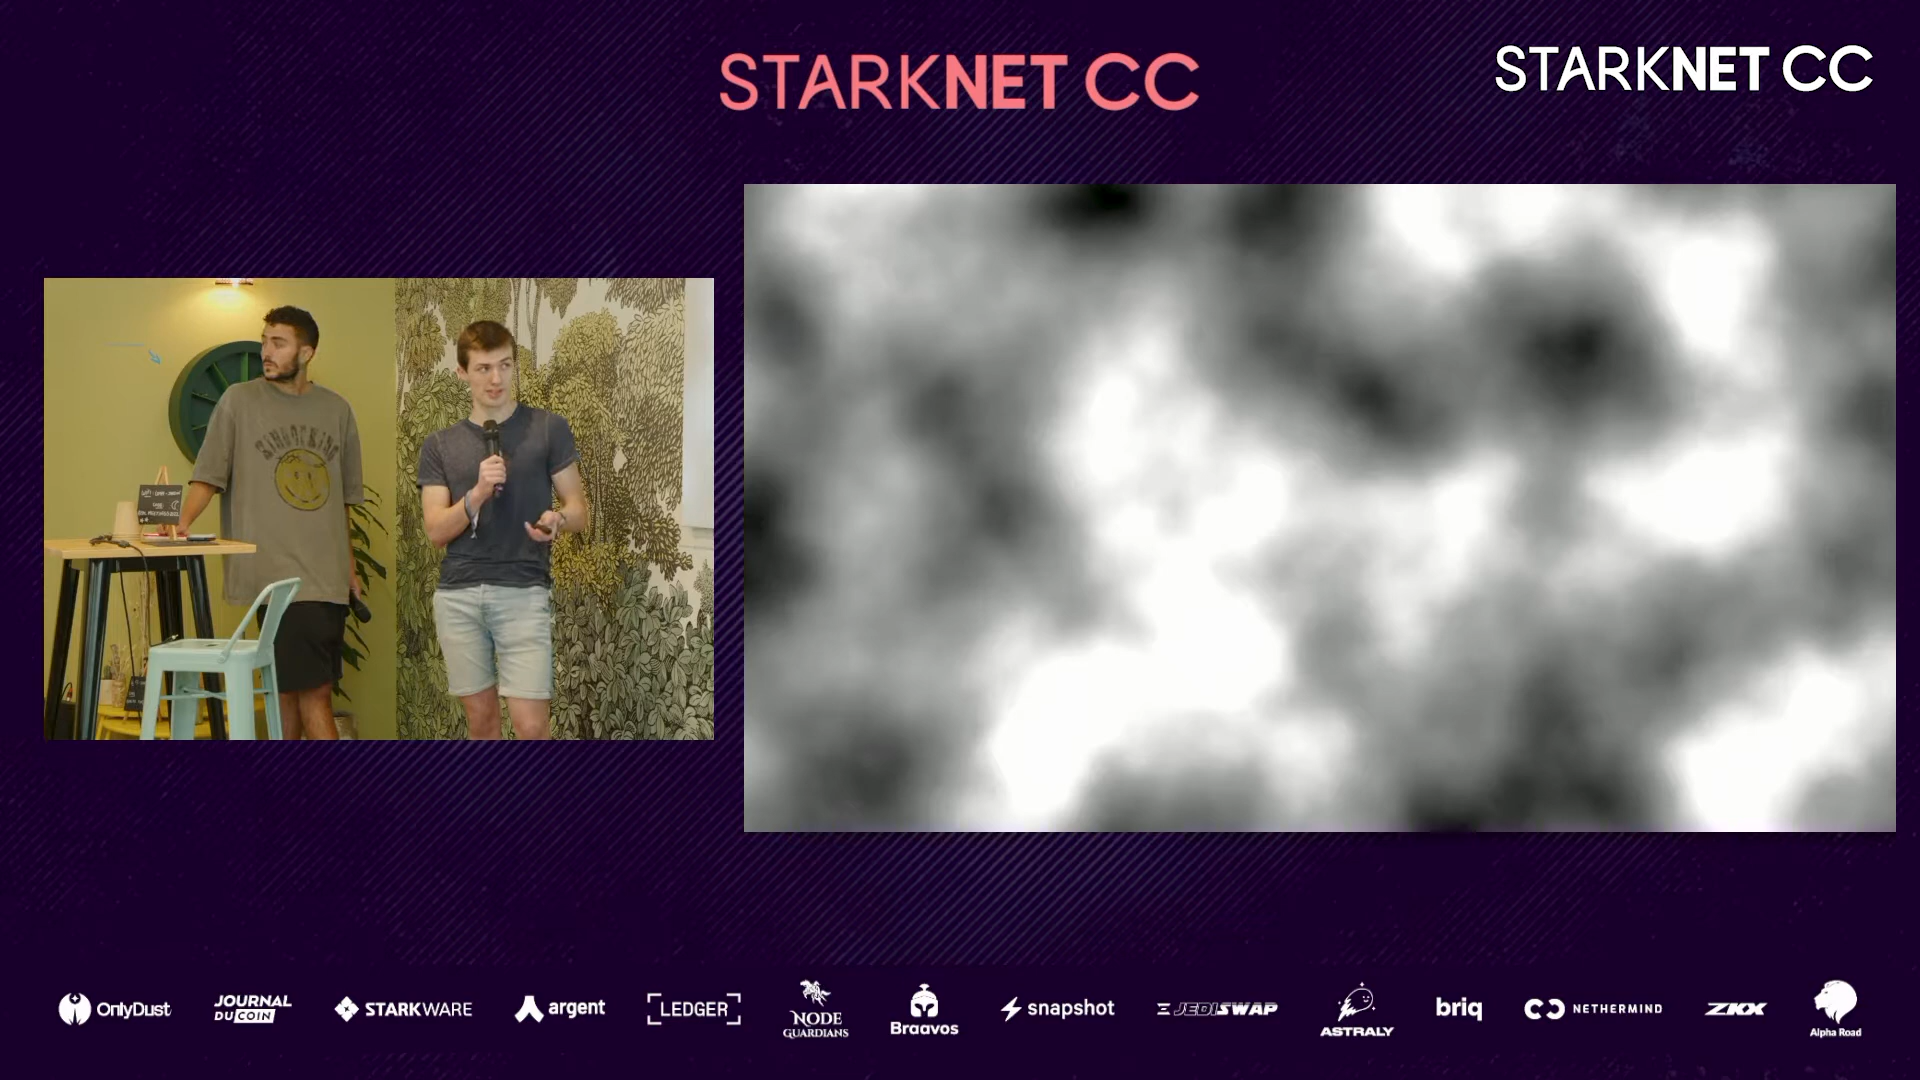 STARKNET CC
STARKNET CC
OnlyDust
JOURNAL
DU COIN
STARKWARE
argent
LEDGER
NODE
GUARDIANS
Braavos
snapshot
JEDISWAP
ASTRALY
briq
NETHERMIND
ZKX
Alpha Road